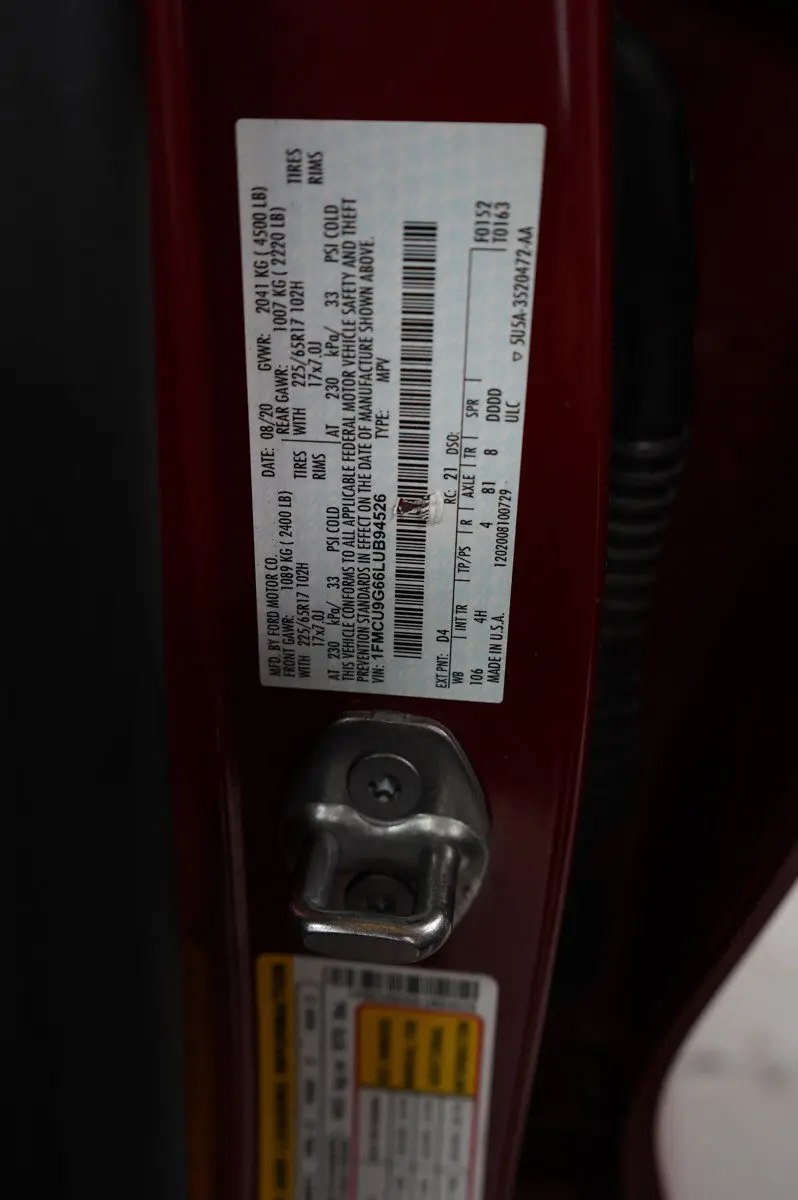 MFD. BY FORD MOTOR CO.
DATE: 08/20
GVWR: 2041 KG ( 4500 LB)
FRONT GAWR: 1089 KG ( 2400 LB)
REAR GAWR: 1007 KG ( 2220 LB)
WITH 225/65R17 102H TIRES
WITH 225/65R17 102H TIRES
17x7.0J RIMS
17x7.0J RIMS
AT 230 kPa/ 33 PSI COLD
AT 230 kPa/ 33 PSI COLD
THIS VEHICLE CONFORMS TO ALL APPLICABLE FEDERAL MOTOR VEHICLE SAFETY AND THEFT
PREVENTION STANDARDS IN EFFECT ON THE DATE OF MANUFACTURE SHOWN ABOVE.
VIN: 1FMCU9G66LUB94526
TYPE: MPV
EXT PNT: D4
RC: 21 DSO:
F0152
WB INT TR TP/PS R AXLE TR SPR
T0163
106 4H 4 81 8 DDDD
MADE IN U.S.A. 1202008100729 ULC
5U5A-3520472-AA